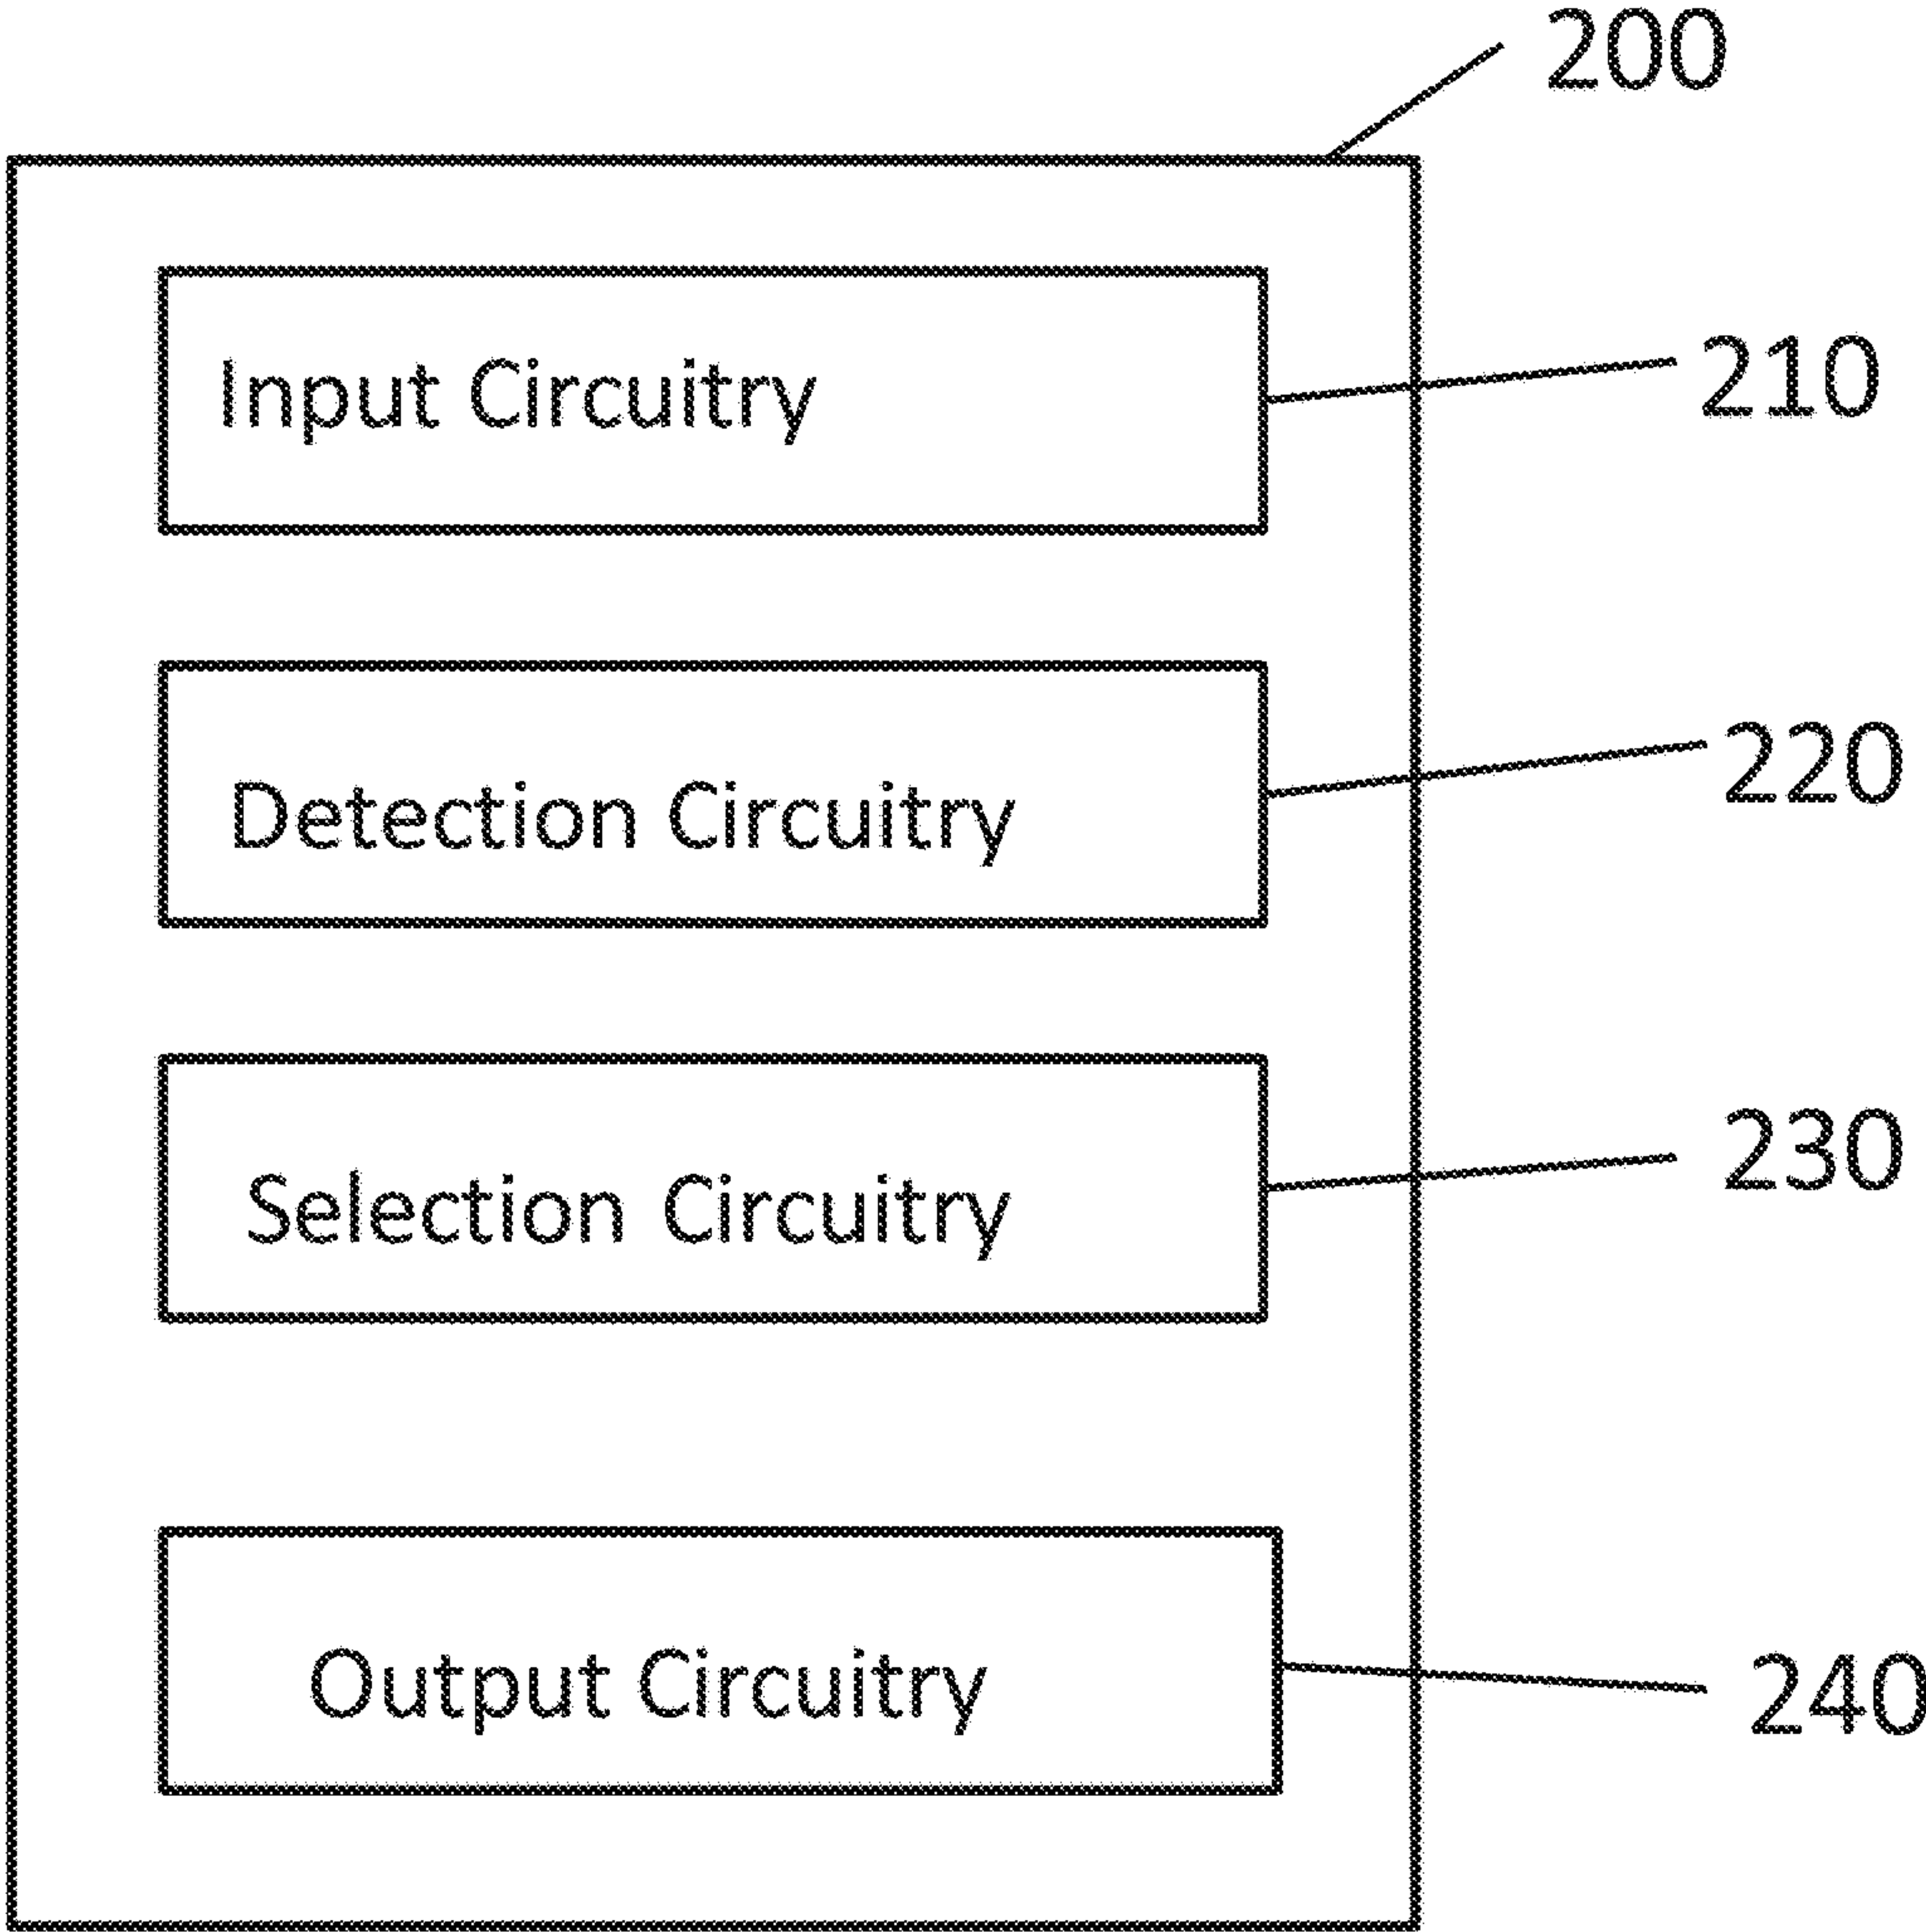 200
Input Circuitry
210
Detection Circuitry
220
Selection Circuitry
230
Output Circuitry
240